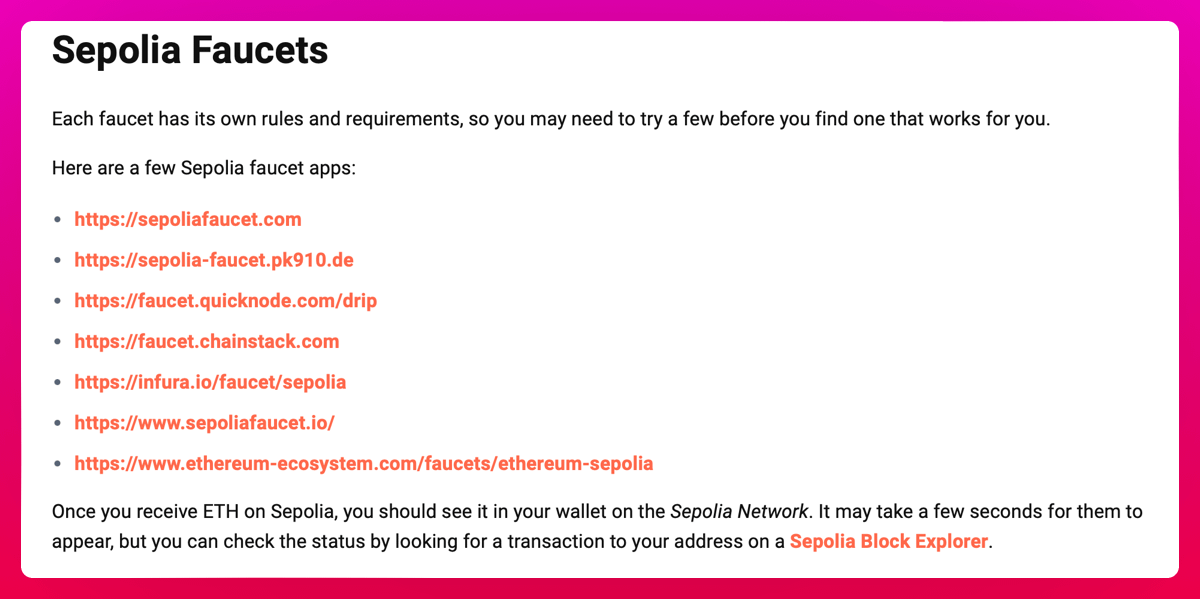 Sepolia Faucets
Each faucet has its own rules and requirements, so you may need to try a few before you find one that works for you.
Here are a few Sepolia faucet apps:
• https://sepoliafaucet.com
• https://sepolia-faucet.pk910.de
• https://faucet.quicknode.com/drip
• https://faucet.chainstack.com
• https://infura.io/faucet/sepolia
• https://www.sepoliafaucet.io/
• https://www.ethereum-ecosystem.com/faucets/ethereum-sepolia
Once you receive ETH on Sepolia, you should see it in your wallet on the Sepolia Network. It may take a few seconds for them to
appear, but you can check the status by looking for a transaction to your address on a Sepolia Block Explorer.